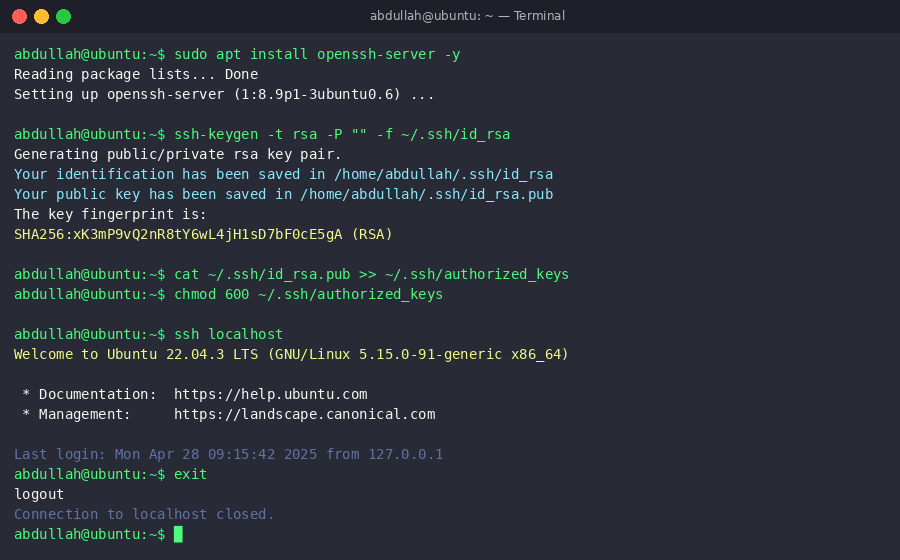 abdullah@ubuntu: ~ — Terminal
abdullah@ubuntu:~$ sudo apt install openssh-server -y
Reading package lists... Done
Setting up openssh-server (1:8.9p1-3ubuntu0.6) ...
abdullah@ubuntu:~$ ssh-keygen -t rsa -P "" -f ~/.ssh/id_rsa
Generating public/private rsa key pair.
Your identification has been saved in /home/abdullah/.ssh/id_rsa
Your public key has been saved in /home/abdullah/.ssh/id_rsa.pub
The key fingerprint is:
SHA256:xK3mP9vQ2nR8tY6wL4jH1sD7bF0cE5gA (RSA)
abdullah@ubuntu:~$ cat ~/.ssh/id_rsa.pub >> ~/.ssh/authorized_keys
abdullah@ubuntu:~$ chmod 600 ~/.ssh/authorized_keys
abdullah@ubuntu:~$ ssh localhost
Welcome to Ubuntu 22.04.3 LTS (GNU/Linux 5.15.0-91-generic x86_64)
 * Documentation:  https://help.ubuntu.com
 * Management:     https://landscape.canonical.com
Last login: Mon Apr 28 09:15:42 2025 from 127.0.0.1
abdullah@ubuntu:~$ exit
logout
Connection to localhost closed.
abdullah@ubuntu:~$